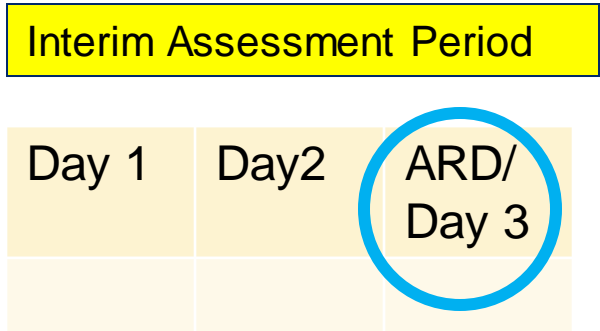 Interim Assessment Period
Day 1 Day2 ARD/
Day 3